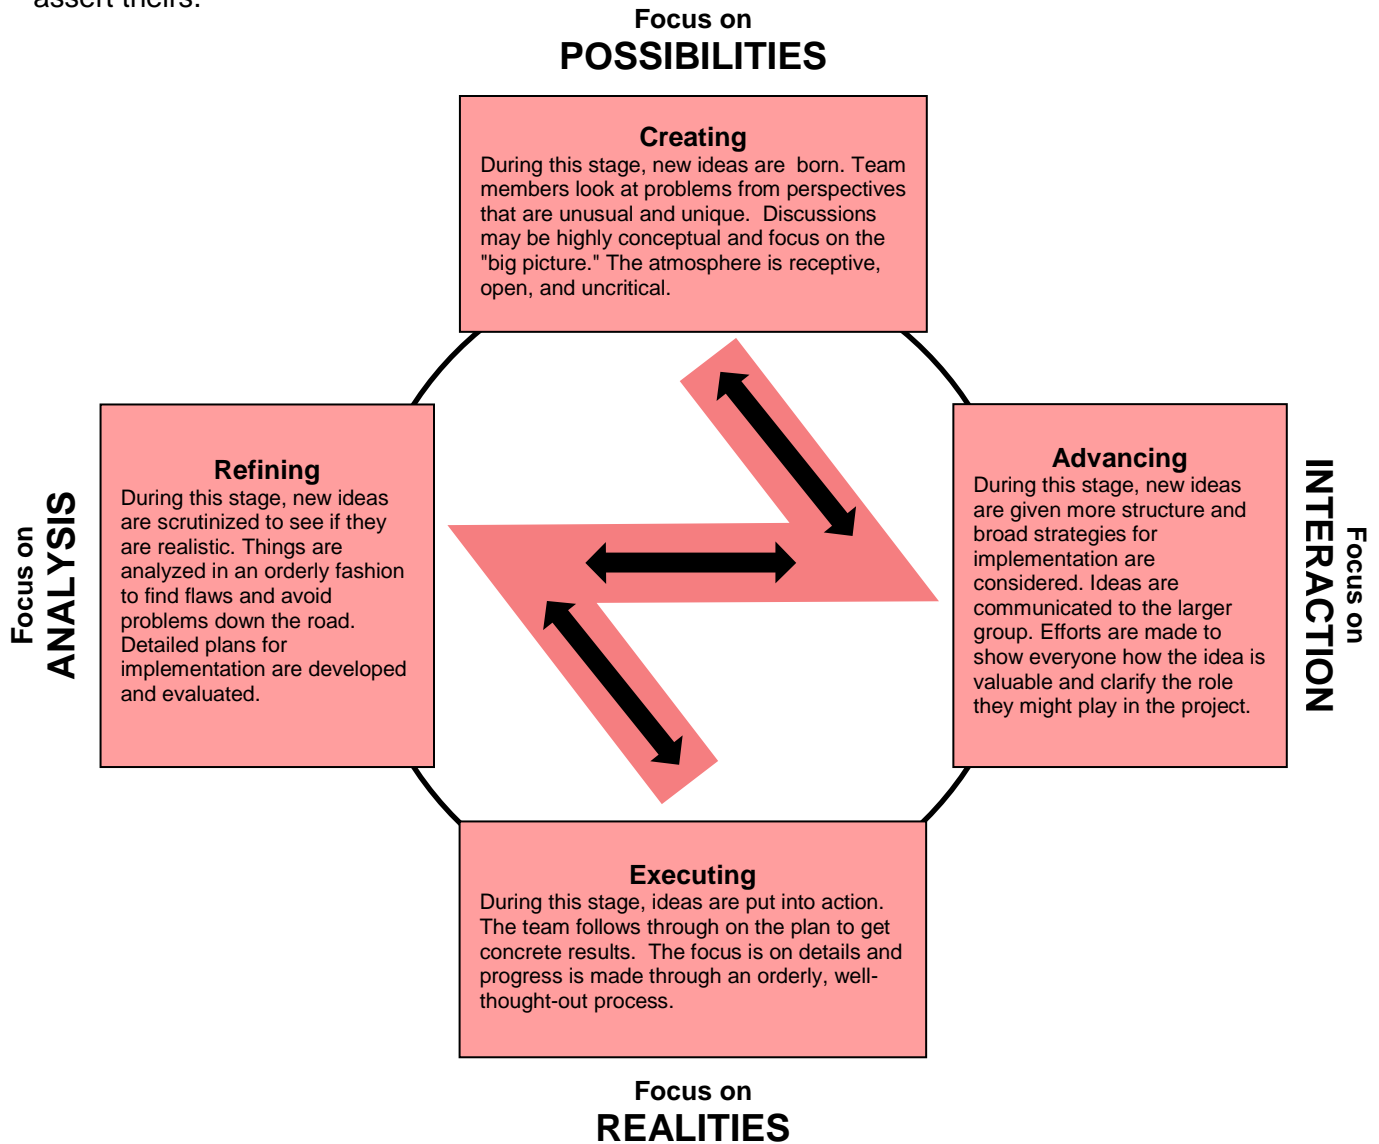 assert theirs.
Focus on
POSSIBILITIES
Creating
During this stage, new ideas are  born. Team
members look at problems from perspectives
that are unusual and unique.  Discussions
may be highly conceptual and focus on the
"big picture." The atmosphere is receptive,
open, and uncritical.
Focus on
ANALYSIS
Refining
During this stage, new ideas
are scrutinized to see if they
are realistic. Things are
analyzed in an orderly fashion
to find flaws and avoid
problems down the road.
Detailed plans for
implementation are developed
and evaluated.
Advancing
During this stage, new ideas
are given more structure and
broad strategies for
implementation are
considered. Ideas are
communicated to the larger
group. Efforts are made to
show everyone how the idea is
valuable and clarify the role
they might play in the project.
Focus on
INTERACTION
Executing
During this stage, ideas are put into action.
The team follows through on the plan to get
concrete results.  The focus is on details and
progress is made through an orderly, well-
thought-out process.
Focus on
REALITIES